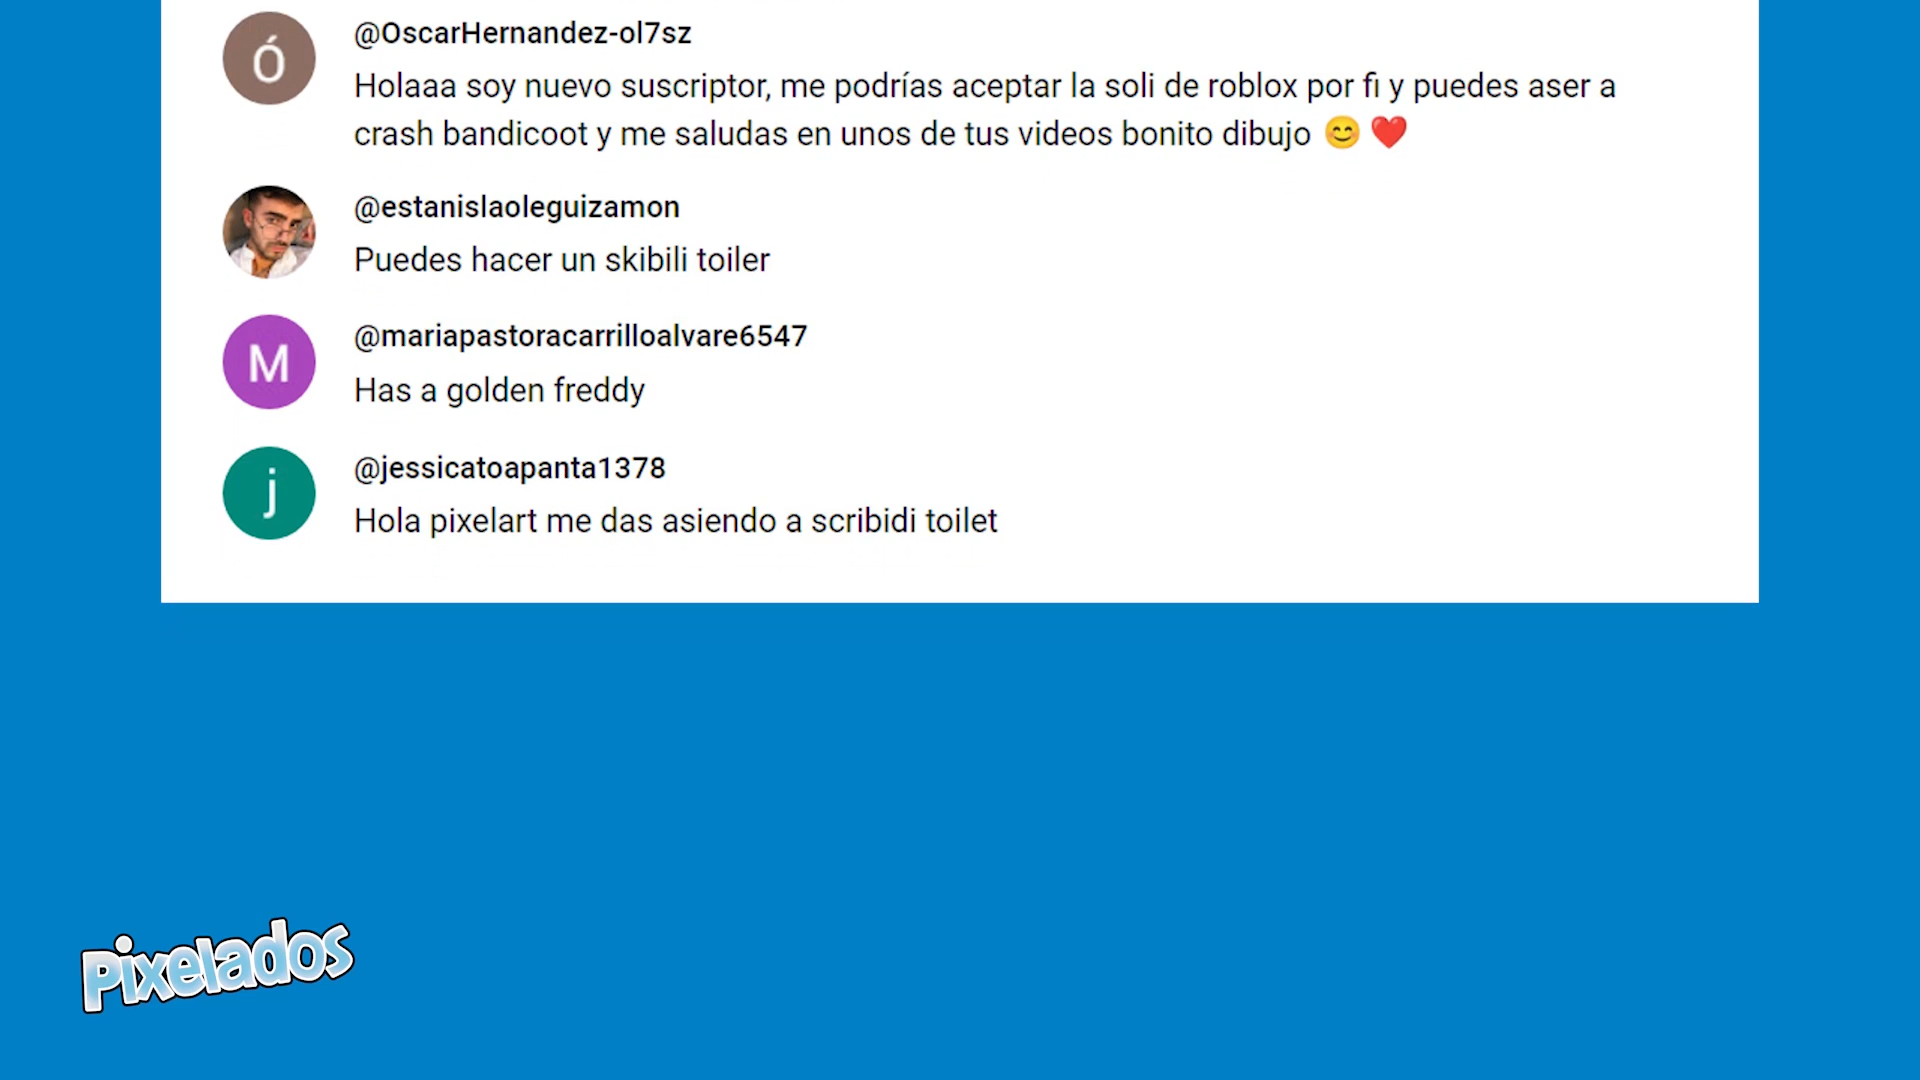 Ó
@OscarHernandez-ol7sz
Holaaa soy nuevo suscriptor, me podrías aceptar la soli de roblox por fi y puedes aser a
crash bandicoot y me saludas en unos de tus videos bonito dibujo 😊 ❤️
@estanislaoleguizamon
Puedes hacer un skibili toiler
M
@mariapastoracarrilloalvare6547
Has a golden freddy
j
@jessicatoapanta1378
Hola pixelart me das asiendo a scribidi toilet
Pixelados